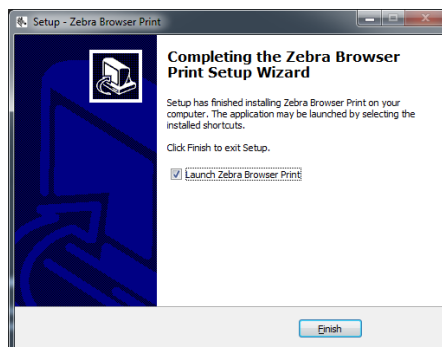 Setup - Zebra Browser Print
Completing the Zebra Browser
Print Setup Wizard
Setup has finished installing Zebra Browser Print on your
computer. The application may be launched by selecting the
installed shortcuts.
Click Finish to exit Setup.
Launch Zebra Browser Print
Finish